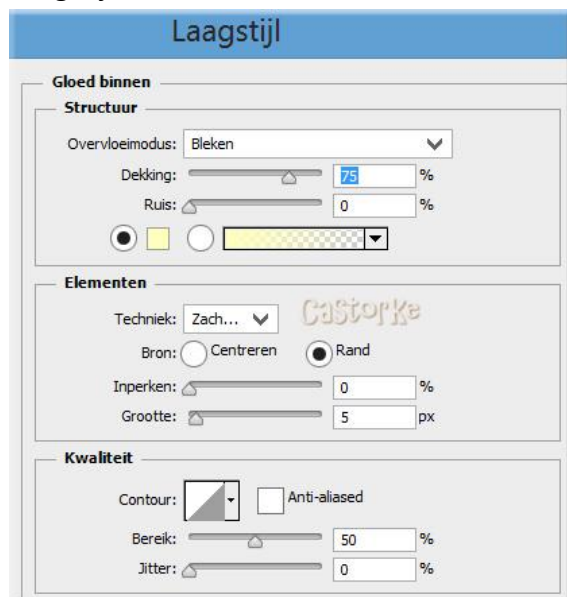 Laagstijl
Gloed binnen
Structuur
Overvloeimodus: Bleken
Dekking: 75 %
Ruis: 0 %
Elementen
Techniek: Zach... Castorke
Bron: Centreren Rand
Inperken: 0 %
Grootte: 5 px
Kwaliteit
Contour: Anti-aliased
Bereik: 50 %
Jitter: 0 %